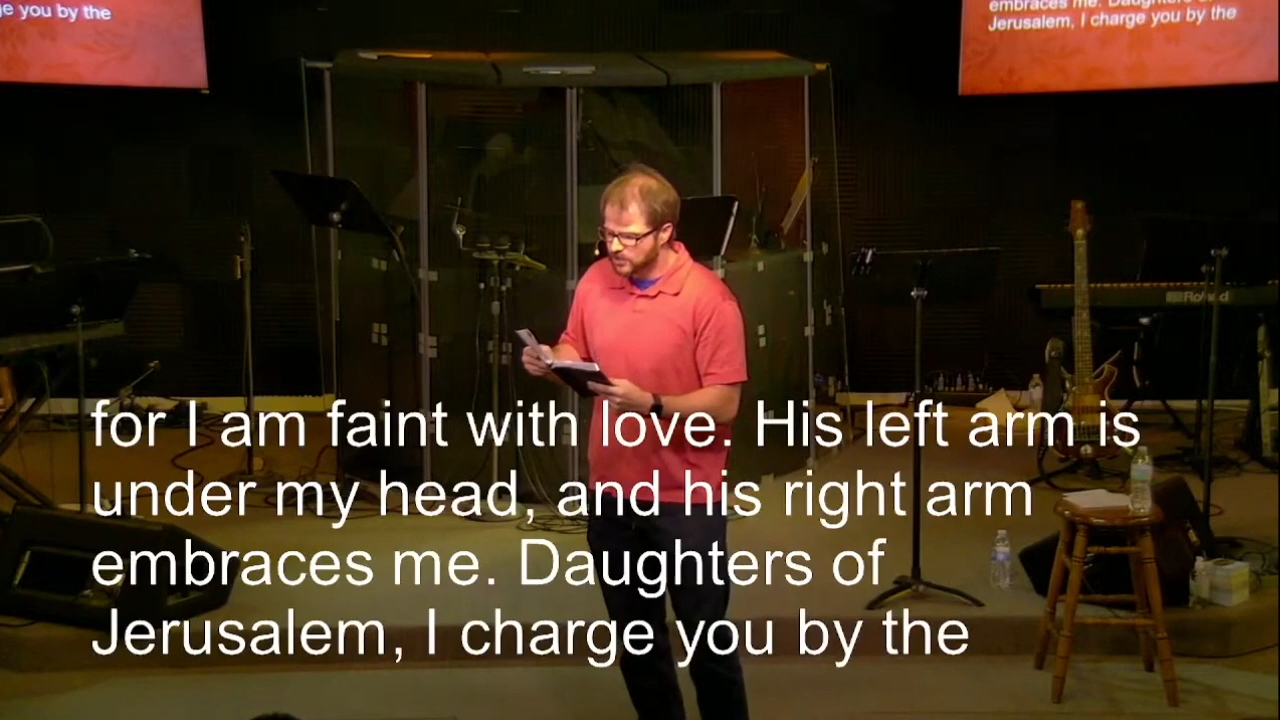 ge you by the
embraces me. Daughters of
Jerusalem, I charge you by the
Roland
for I am faint with love. His left arm is
under my head, and his right arm
embraces me. Daughters of
Jerusalem, I charge you by the